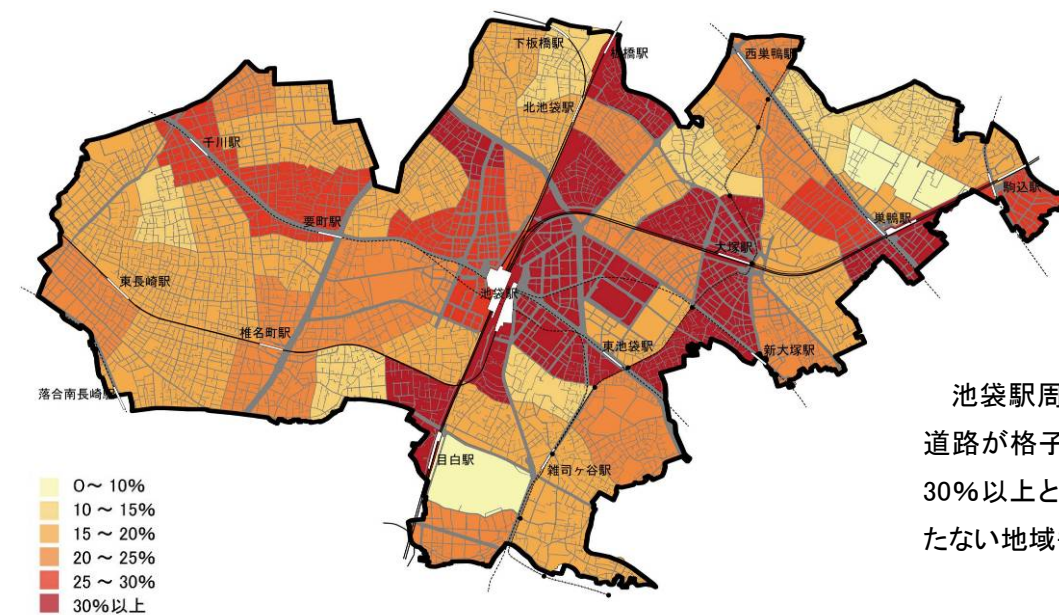 下板橋駅
板橋駅
西巣鴨駅
北池袋駅
千川駅
駒込駅
巣鴨駅
要町駅
大塚駅
東長崎駅
池袋駅
椎名町駅
東池袋駅
新大塚駅
落合南長崎駅
池袋駅周
道路が格子
目白駅
雑司ヶ谷駅
30%以上と
たない地域
0～ 10%
10 ～ 15%
15 ～ 20%
20 ～ 25%
25 ～ 30%
30%以上